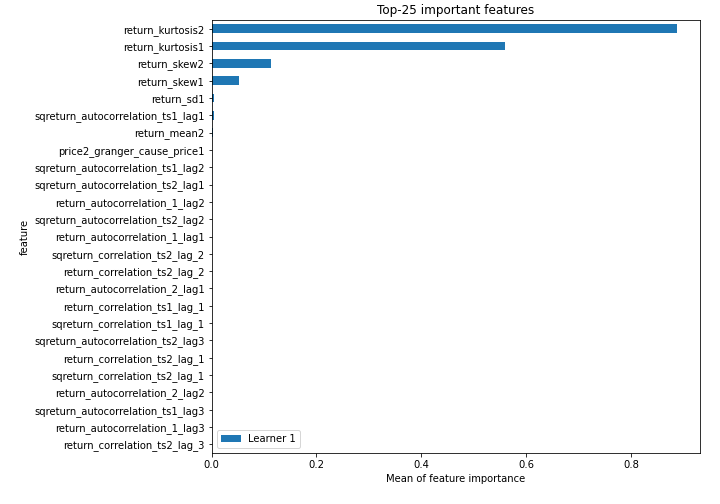 Top-25 important features
return_kurtosis2
return_kurtosis1
return_skew2
return_skew1
return_sd1
sqreturn_autocorrelation_ts1_lag1
return_mean2
price2_granger_cause_price1
sqreturn_autocorrelation_ts1_lag2
sqreturn_autocorrelation_ts2_lag1
return_autocorrelation_1_lag2
sqreturn_autocorrelation_ts2_lag2
return_autocorrelation_1_lag1
sqreturn_correlation_ts2_lag_2
return_correlation_ts2_lag_2
return_autocorrelation_2_lag1
return_correlation_ts1_lag_1
sqreturn_correlation_ts1_lag_1
sqreturn_autocorrelation_ts2_lag3
return_correlation_ts2_lag_1
sqreturn_correlation_ts2_lag_1
return_autocorrelation_2_lag2
sqreturn_autocorrelation_ts1_lag3
return_autocorrelation_1_lag3
return_correlation_ts2_lag_3
feature
Learner 1
0.0 0.2 0.4 0.6 0.8
Mean of feature importance